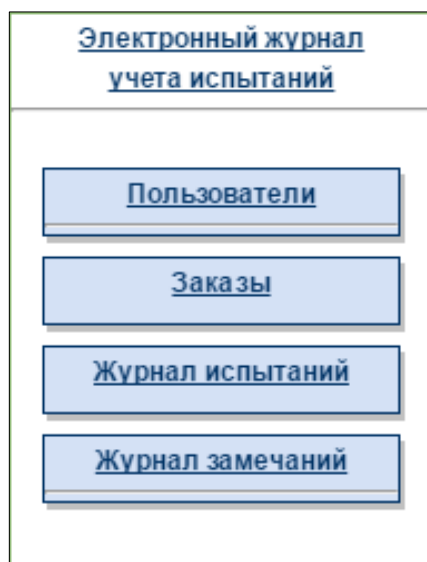 Электронный журнал
учета испытаний
Пользователи
Заказы
Журнал испытаний
Журнал замечаний